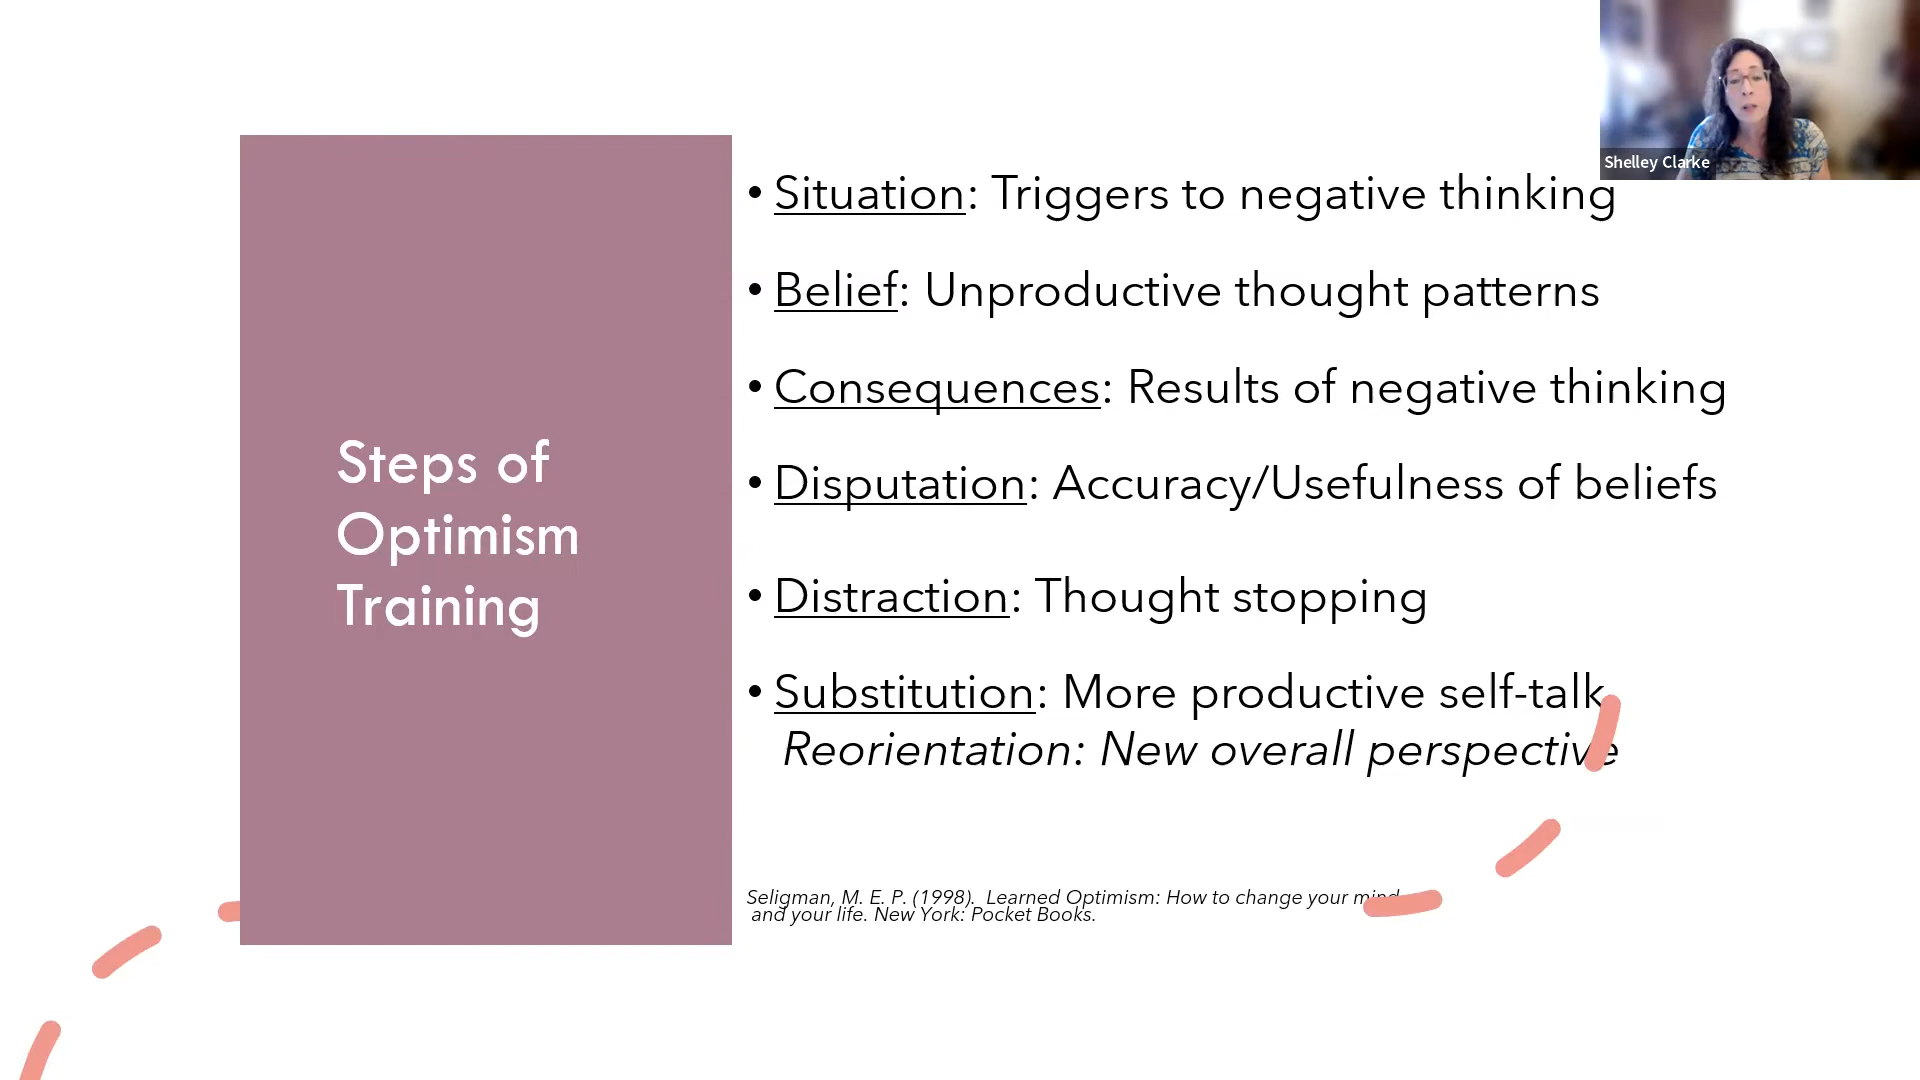 Shelley Clarke
Steps of
Optimism
Training
• Situation: Triggers to negative thinking
• Belief: Unproductive thought patterns
• Consequences: Results of negative thinking
• Disputation: Accuracy/Usefulness of beliefs
• Distraction: Thought stopping
• Substitution: More productive self-talk
Reorientation: New overall perspective
Seligman, M. E. P. (1998). Learned Optimism: How to change your mind
and your life. New York: Pocket Books.